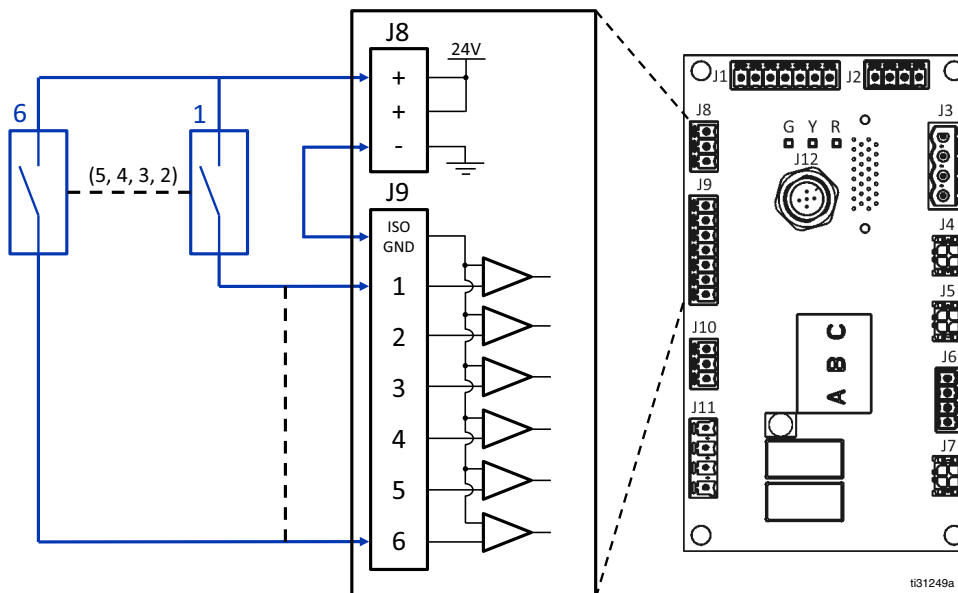 J8
24V
+
+
-
6
1
(5, 4, 3, 2)
J9
ISO
GND
1
2
3
4
5
6
J1
J2
J8
G Y R
J3
J12
J9
J4
J5
J10
A B C
J6
J11
J7
ti31249a